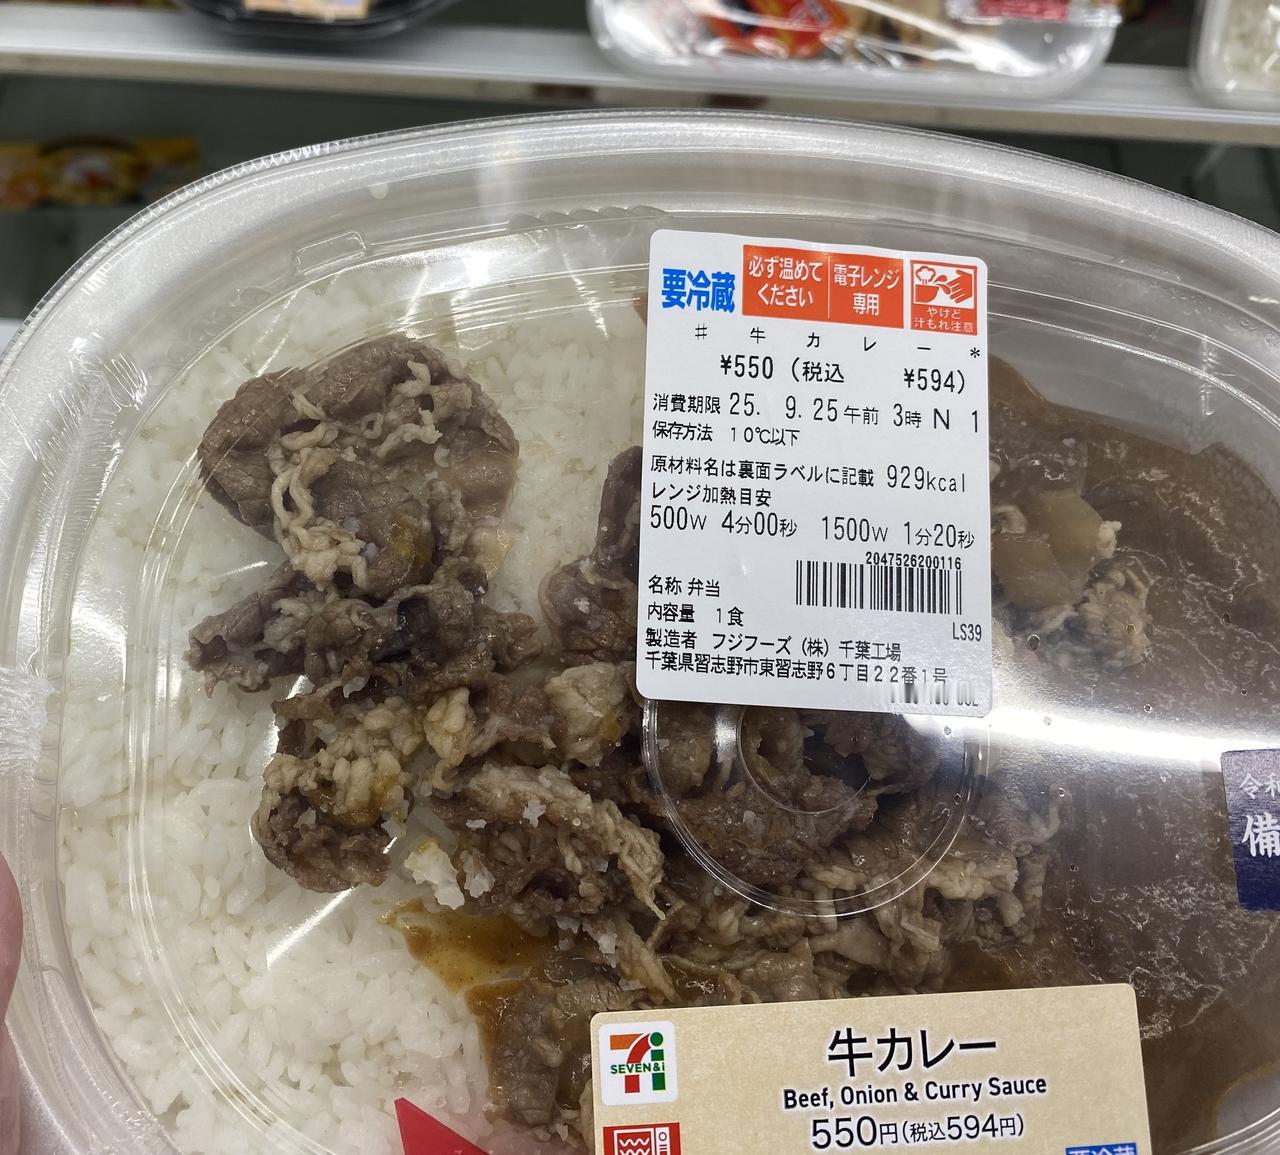 要冷蔵
必ず温めて
ください
電子レンジ
専用
やけど
汁もれ注意
# 牛カレー *
¥550 (税込 ¥594)
消費期限 25. 9. 25 午前 3時 N 1
保存方法 10℃以下
原材料名は裏面ラベルに記載 929kcal
レンジ加熱目安
500W 4分00秒 1500W 1分20秒
2047526200116
名称 弁当
内容量 1食
LS39
製造者 フジフーズ (株) 千葉工場
千葉県習志野市東習志野6丁目22番1号
令和
備
SEVEN&i
牛カレー
Beef, Onion & Curry Sauce
550円(税込594円)
要冷蔵